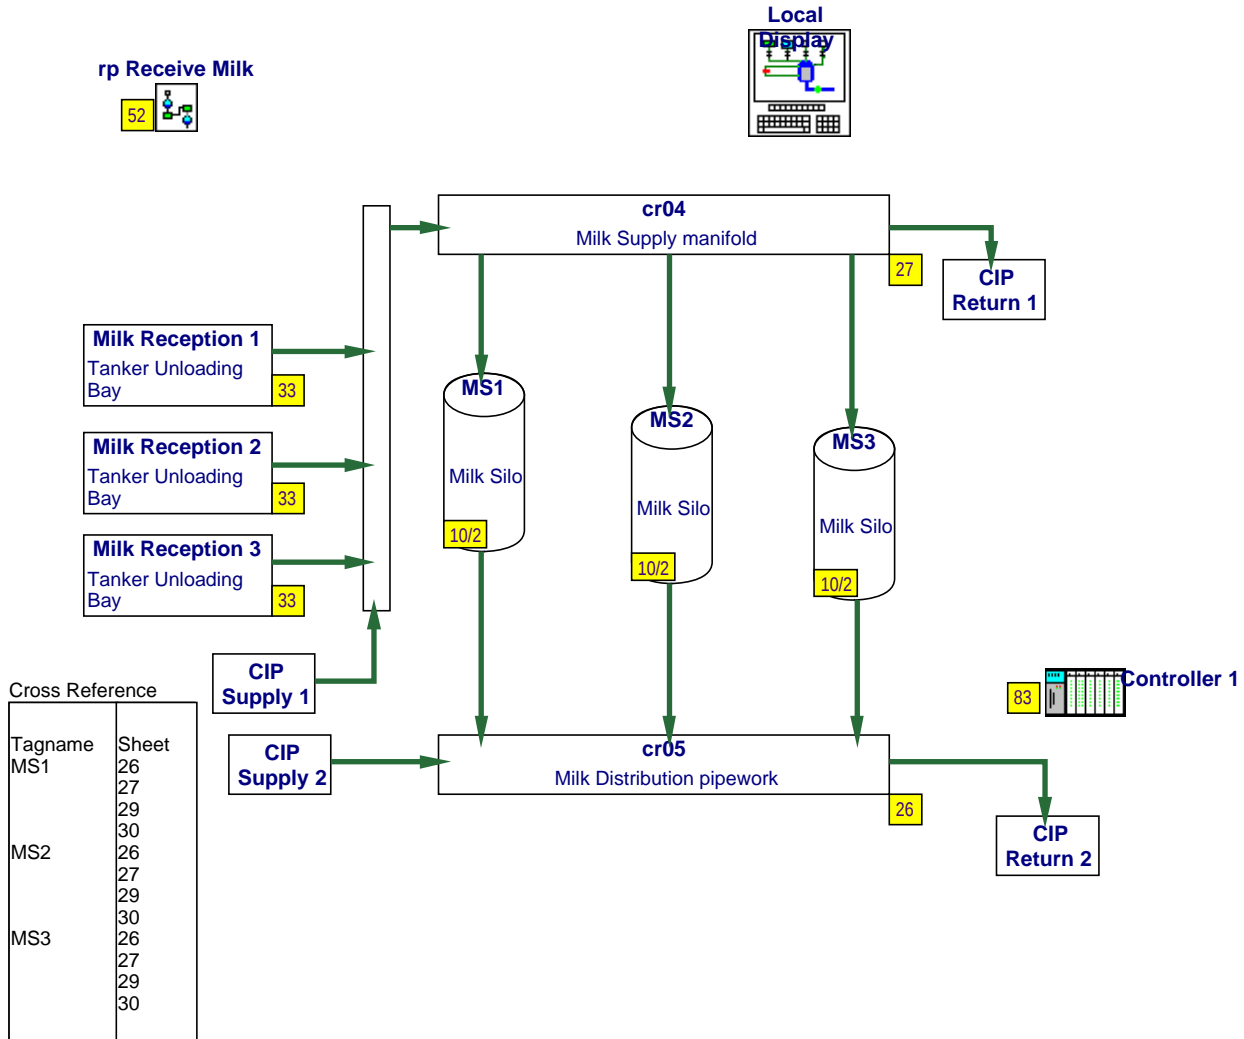 Local
Display
rp Receive Milk
52
cr04
Milk Supply manifold
27
CIP
Return 1
Milk Reception 1
Tanker Unloading
Bay
33
MS1
Milk Silo
10/2
MS2
Milk Silo
10/2
MS3
Milk Silo
10/2
Milk Reception 2
Tanker Unloading
Bay
33
Milk Reception 3
Tanker Unloading
Bay
33
CIP
Supply 1
Controller 1
83
CIP
Supply 2
cr05
Milk Distribution pipework
26
CIP
Return 2
Cross Reference
Tagname Sheet
MS1 26
27
29
30
MS2 26
27
29
30
MS3 26
27
29
30